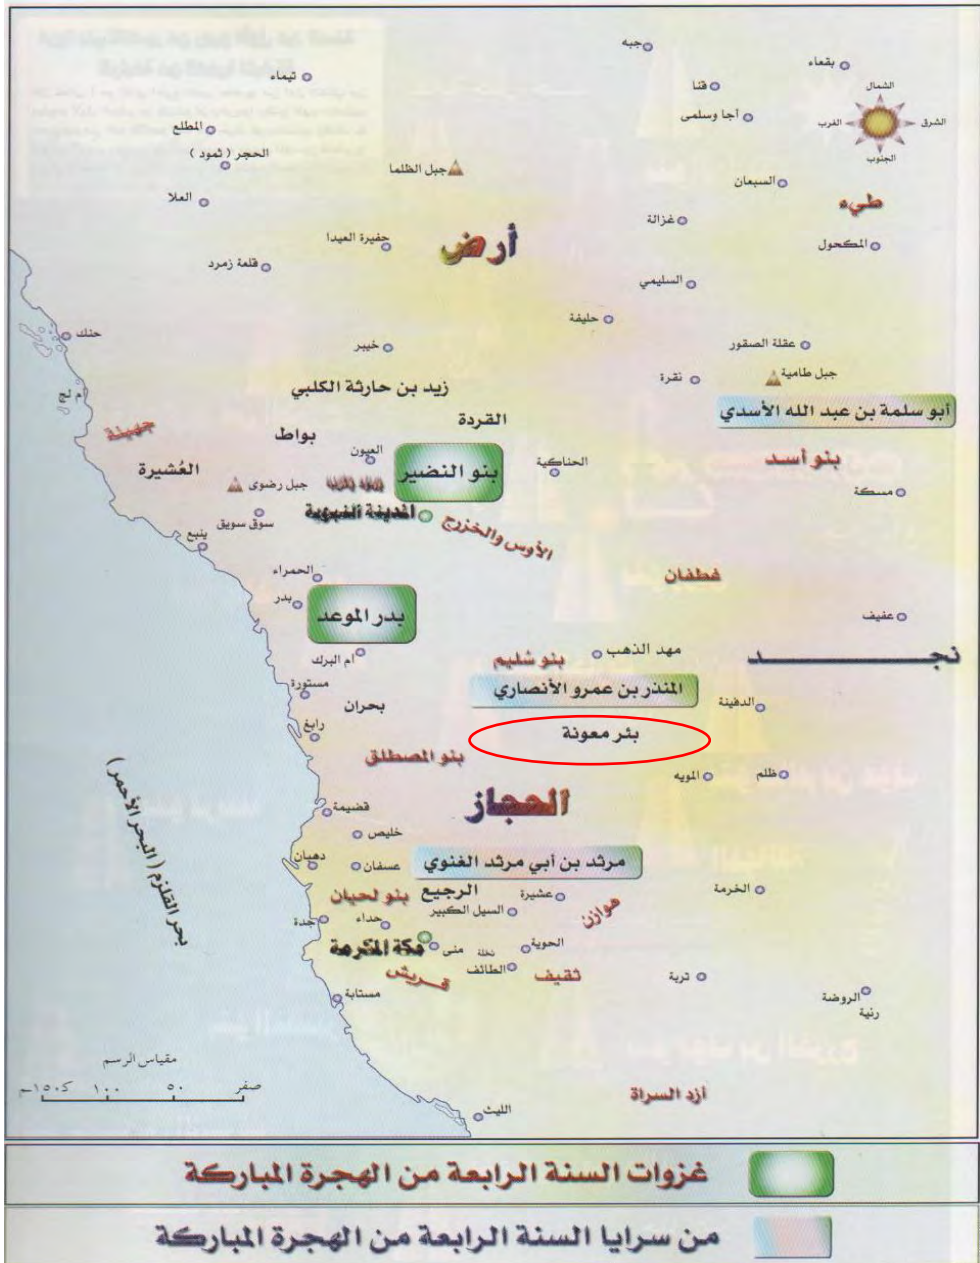 جبه
بقعاء
تيماء
قنا
الشمال
أجا وسلمى
الشرق
الغرب
الجنوب
المطلع
الحجر ( ثمود )
جبل الظلما
السبعان
العلا
طيء
غزالة
أرض
جفيرة العيدا
المكحول
قلعة زمرد
السليمي
حليفة
حنك
خيبر
عقلة الصقور
نقرة
جبل طامية
زيد بن حارثة الكلبي
أم لج
أبو سلمة بن عبد الله الأسدي
القردة
جهينة
بواط
العيون
بنو النضير
الحناكية
بنو أسد
العُشيرة
جبل رضوى
مسكة
المدينة النبوية
سوق سويق
الأوس والخزرج
ينبع
الحمراء
غطفان
بدر
بدر الموعد
عفيف
نجد
أم البرك
بنو سُليم
مهد الذهب
مستورة
المنذر بن عمرو الأنصاري
بحران
الدفينة
رابغ
بئر معونة
بنو المصطلق
المويه
ظلم
بحر القلزم ( البحر الأحمر )
الحجاز
قضيمة
خليص
دهبان
عسفان
مرثد بن أبي مرثد الغنوي
بنو لحيان
الرجيع
عشيرة
الخرمة
السيل الكبير
هوازن
جدة
حداء
مكة المكرمة
منى
نخلة
الحوية
الطائف
ثقيف
قريش
تربة
مستابة
الروضة
رنية
مقياس الرسم
صفر ٥٠ ١٠٠ ١٥٠كم
أزد السراة
الليث
غزوات السنة الرابعة من الهجرة المباركة
من سرايا السنة الرابعة من الهجرة المباركة